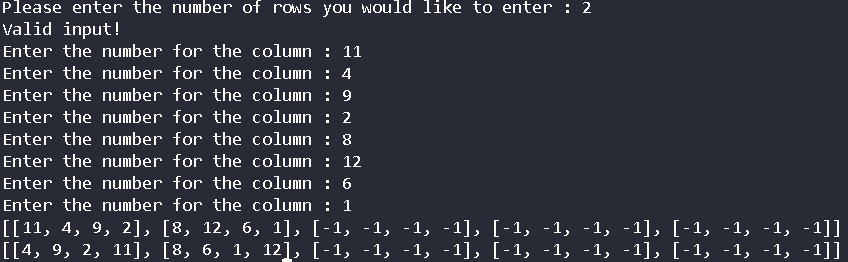 Please enter the number of rows you would like to enter : 2
Valid input!
Enter the number for the column : 11
Enter the number for the column : 4
Enter the number for the column : 9
Enter the number for the column : 2
Enter the number for the column : 8
Enter the number for the column : 12
Enter the number for the column : 6
Enter the number for the column : 1
[[11, 4, 9, 2], [8, 12, 6, 1], [-1, -1, -1, -1], [-1, -1, -1, -1], [-1, -1, -1, -1]]
[[4, 9, 2, 11], [8, 6, 1, 12], [-1, -1, -1, -1], [-1, -1, -1, -1], [-1, -1, -1, -1]]